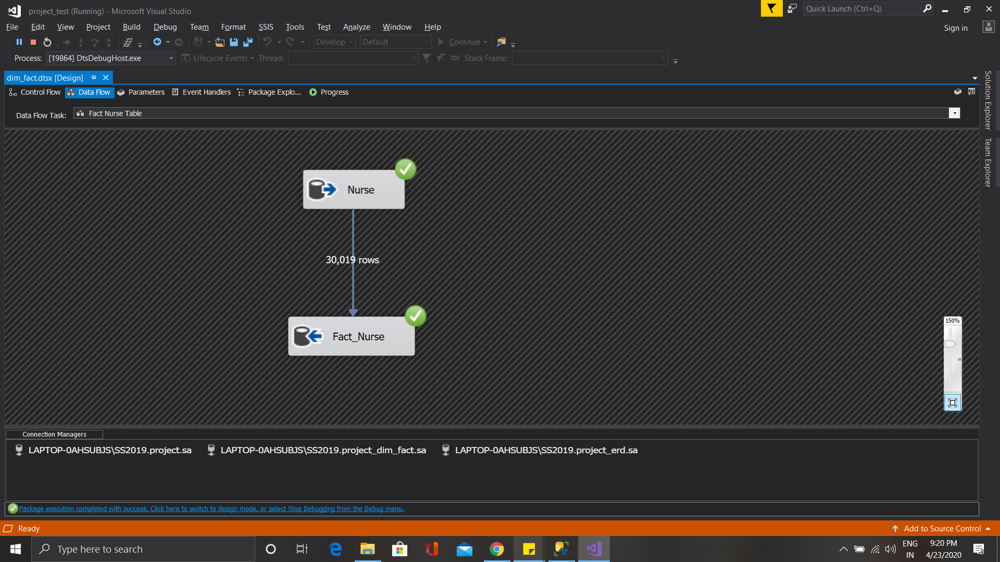 project_test (Running) - Microsoft Visual Studio
Quick Launch (Ctrl+Q)
File Edit View Project Build Debug Team Format SSIS Tools Test Analyze Window Help
Sign in
Develop Default Continue
Process: [19864] DtsDebugHost.exe Lifecycle Events Thread: Stack Frame:
dim_fact.dtsx [Design]
Control Flow Data Flow Parameters Event Handlers Package Explo... Progress
Data Flow Task: Fact Nurse Table
Solution Explorer
Team Explorer
Nurse
30,019 rows
Fact_Nurse
150%
Connection Managers
LAPTOP-0AHSUBJS\SS2019.project.sa LAPTOP-0AHSUBJS\SS2019.project_dim_fact.sa LAPTOP-0AHSUBJS\SS2019.project_erd.sa
Package execution completed with success. Click here to switch to design mode, or select Stop Debugging from the Debug menu.
Ready
Add to Source Control
Type here to search
ENG
IN
9:20 PM
4/23/2020